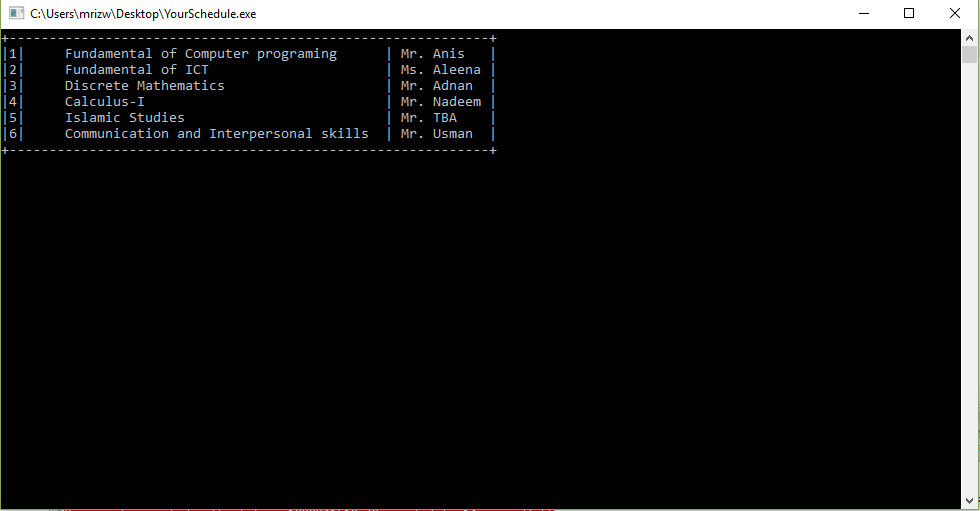 C:\Users\mrizw\Desktop\YourSchedule.exe
+------------------------------------------------------------+
|1|     Fundamental of Computer programing      | Mr. Anis   |
|2|     Fundamental of ICT                      | Ms. Aleena |
|3|     Discrete Mathematics                    | Mr. Adnan  |
|4|     Calculus-I                              | Mr. Nadeem |
|5|     Islamic Studies                         | Mr. TBA    |
|6|     Communication and Interpersonal skills  | Mr. Usman  |
+------------------------------------------------------------+